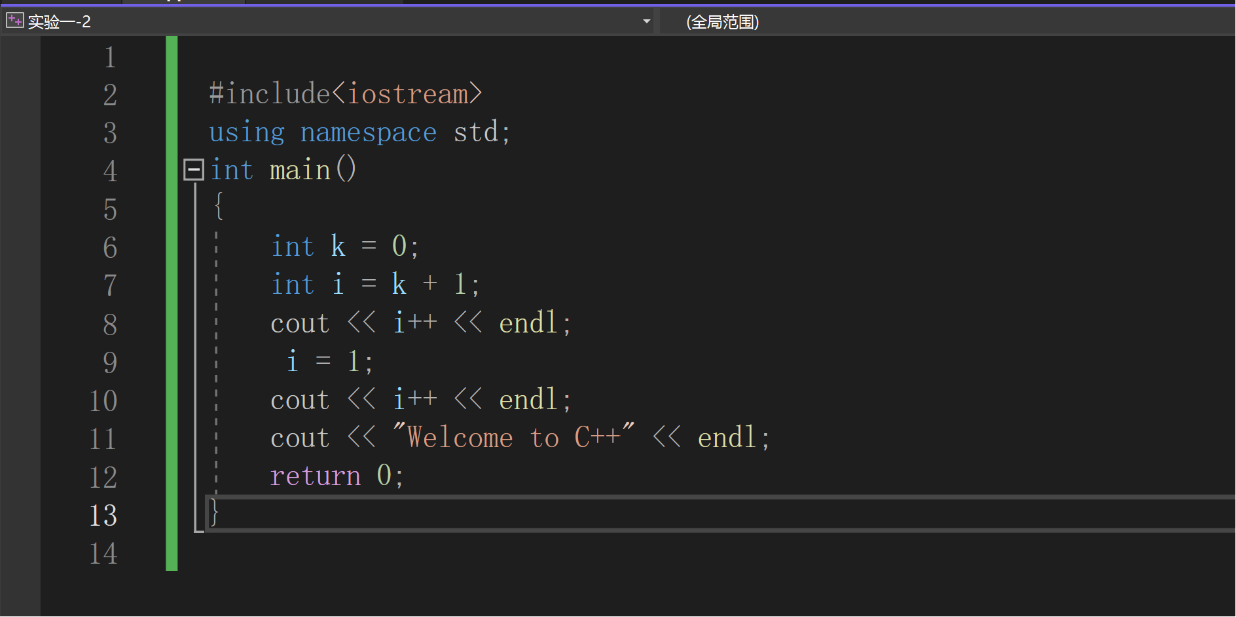 实验一-2 (全局范围)
1
2 #include<iostream>
3 using namespace std;
4 int main()
5 {
6 int k = 0;
7 int i = k + 1;
8 cout << i++ << endl;
9 i = 1;
10 cout << i++ << endl;
11 cout << "Welcome to C++" << endl;
12 return 0;
13 }
14